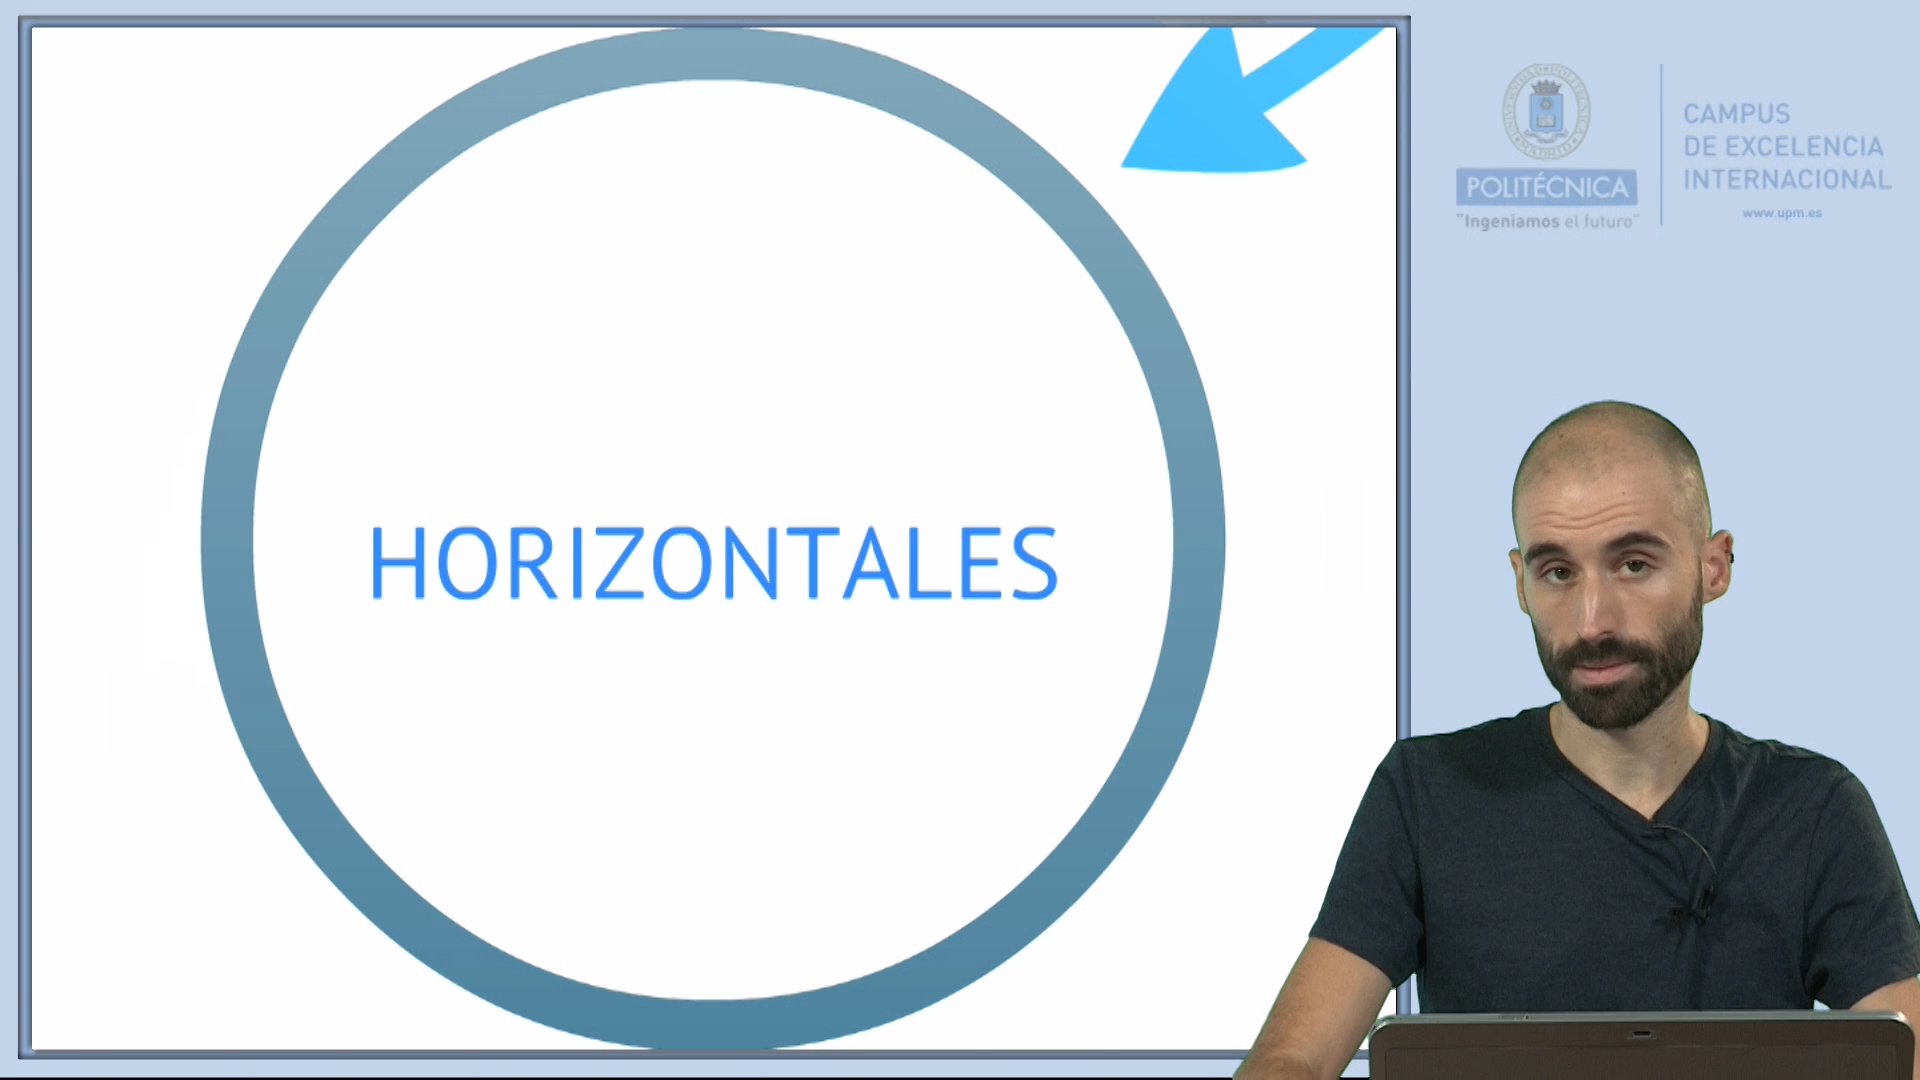 HORIZONTALES
POLITÉCNICA
"Ingeniamos el futuro"
CAMPUS
DE EXCELENCIA
INTERNACIONAL
www.upm.es